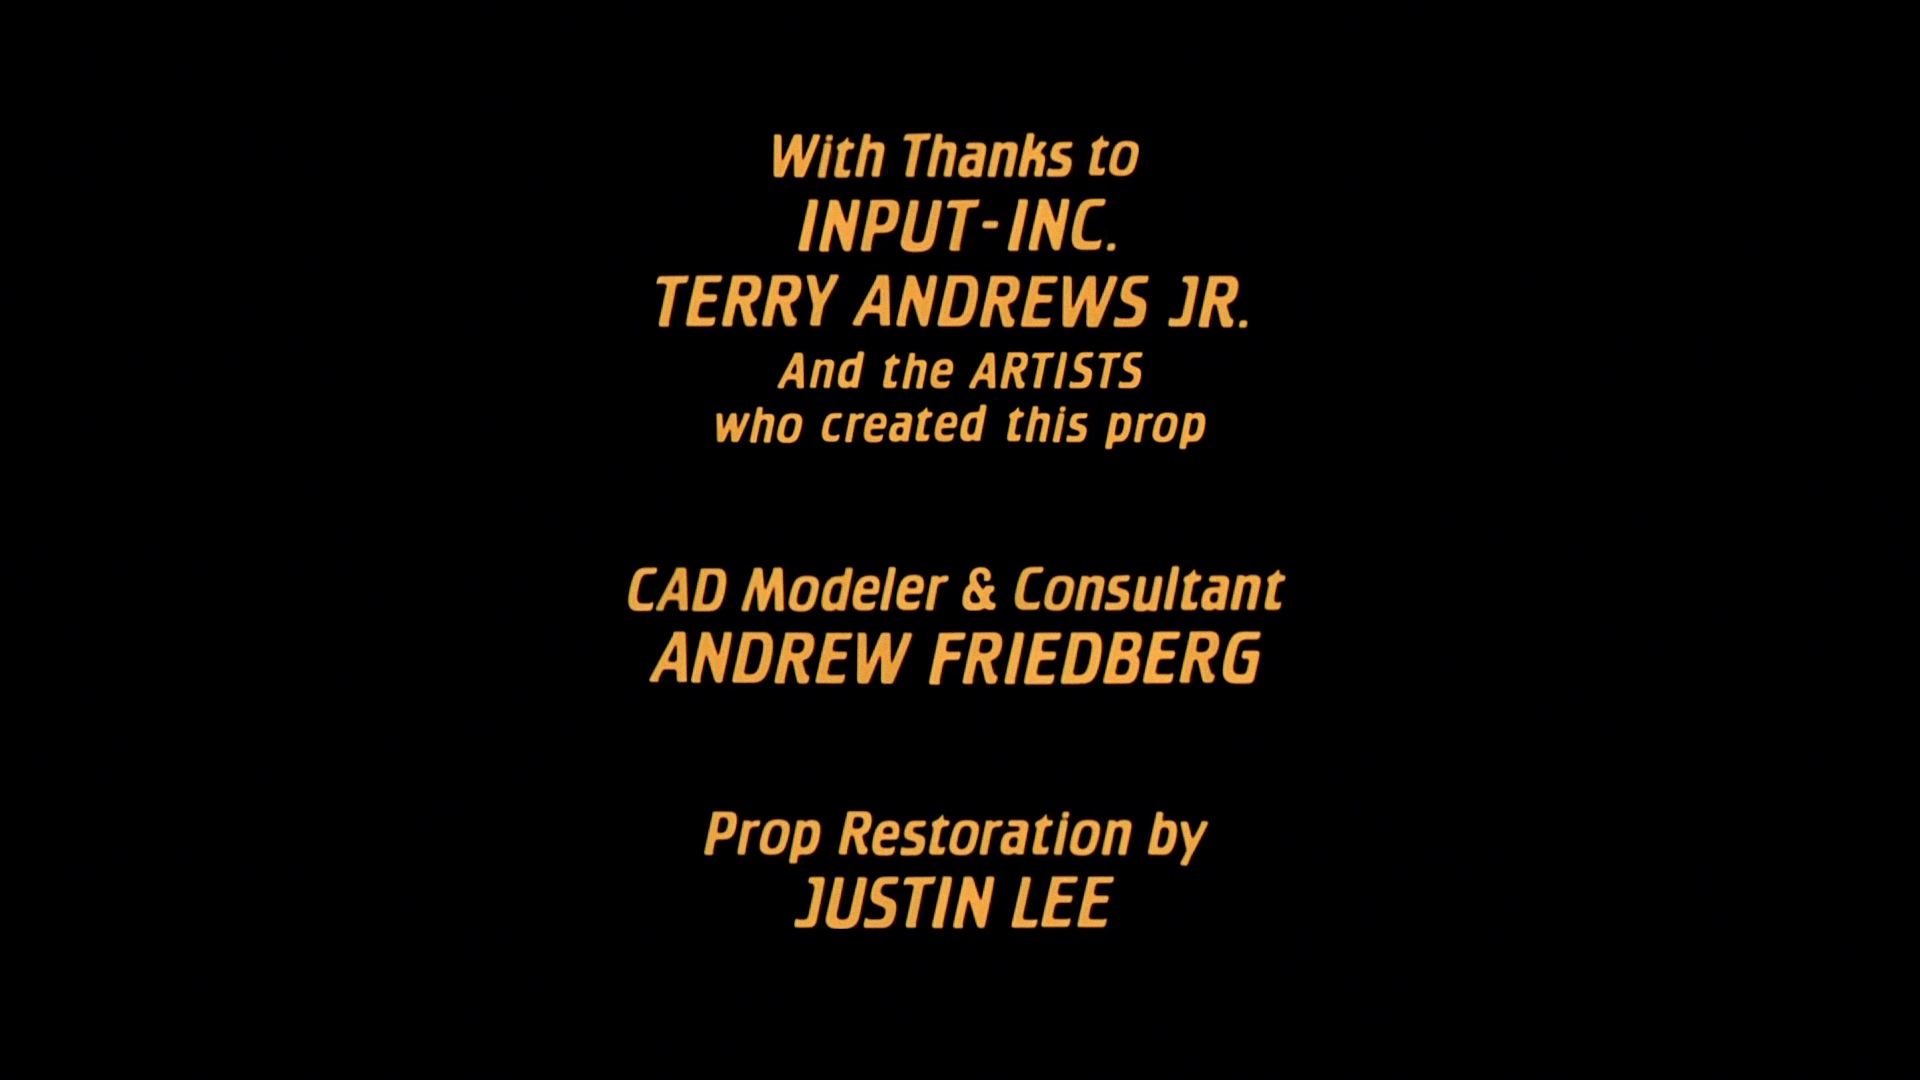 With Thanks to
INPUT-INC.
TERRY ANDREWS JR.
And the ARTISTS
who created this prop
CAD Modeler & Consultant
ANDREW FRIEDBERG
Prop Restoration by
JUSTIN LEE